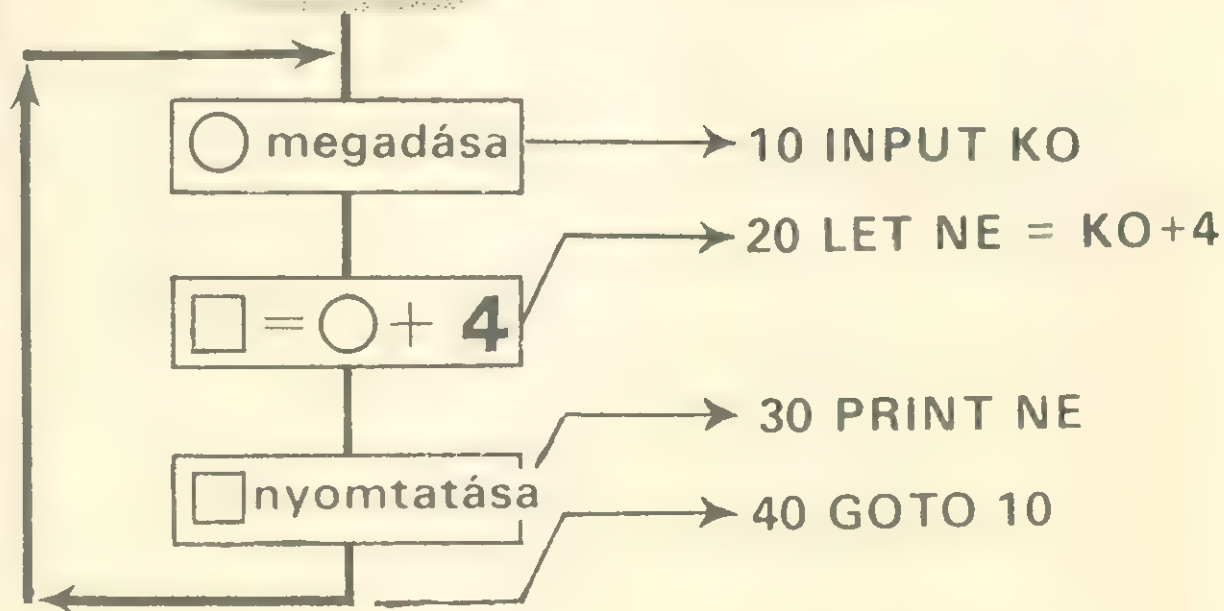 ○ megadása
10 INPUT KO
20 LET NE = KO+4
□ = ○ + 4
30 PRINT NE
□ nyomtatása
40 GOTO 10